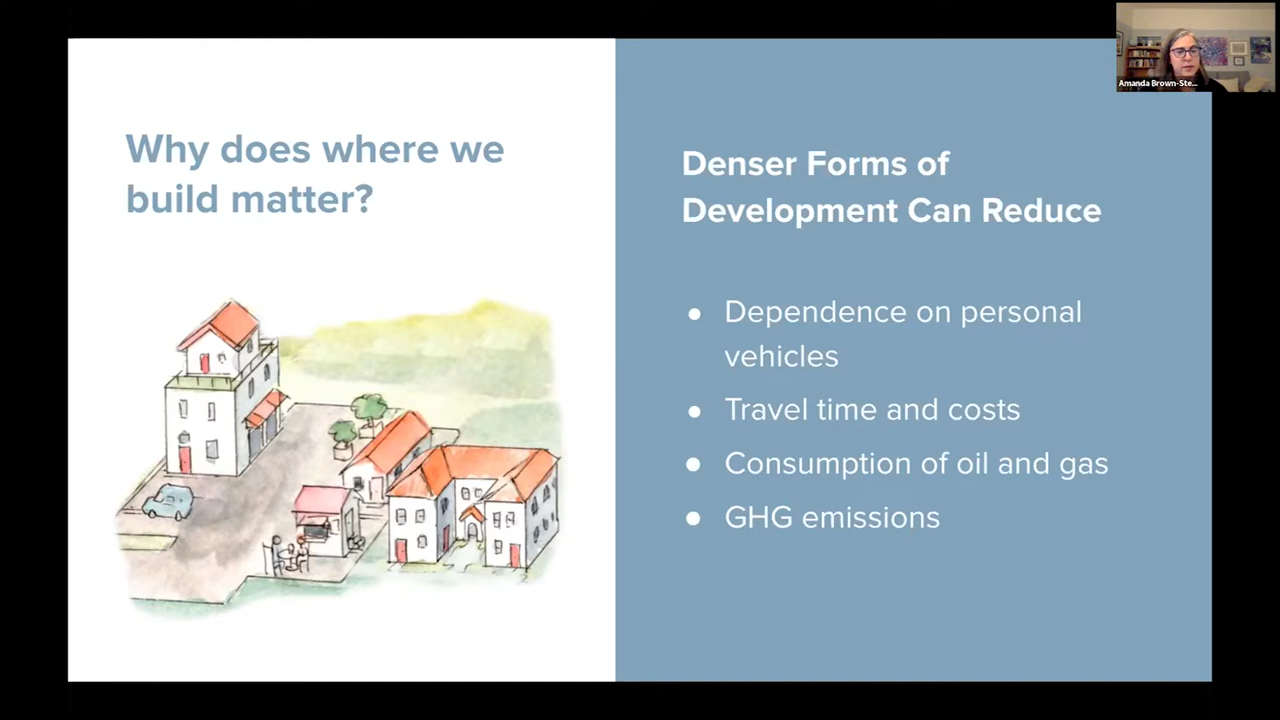 Why does where we
build matter?
Denser Forms of
Development Can Reduce
● Dependence on personal
vehicles
● Travel time and costs
● Consumption of oil and gas
● GHG emissions
Amanda Brown-Ste...